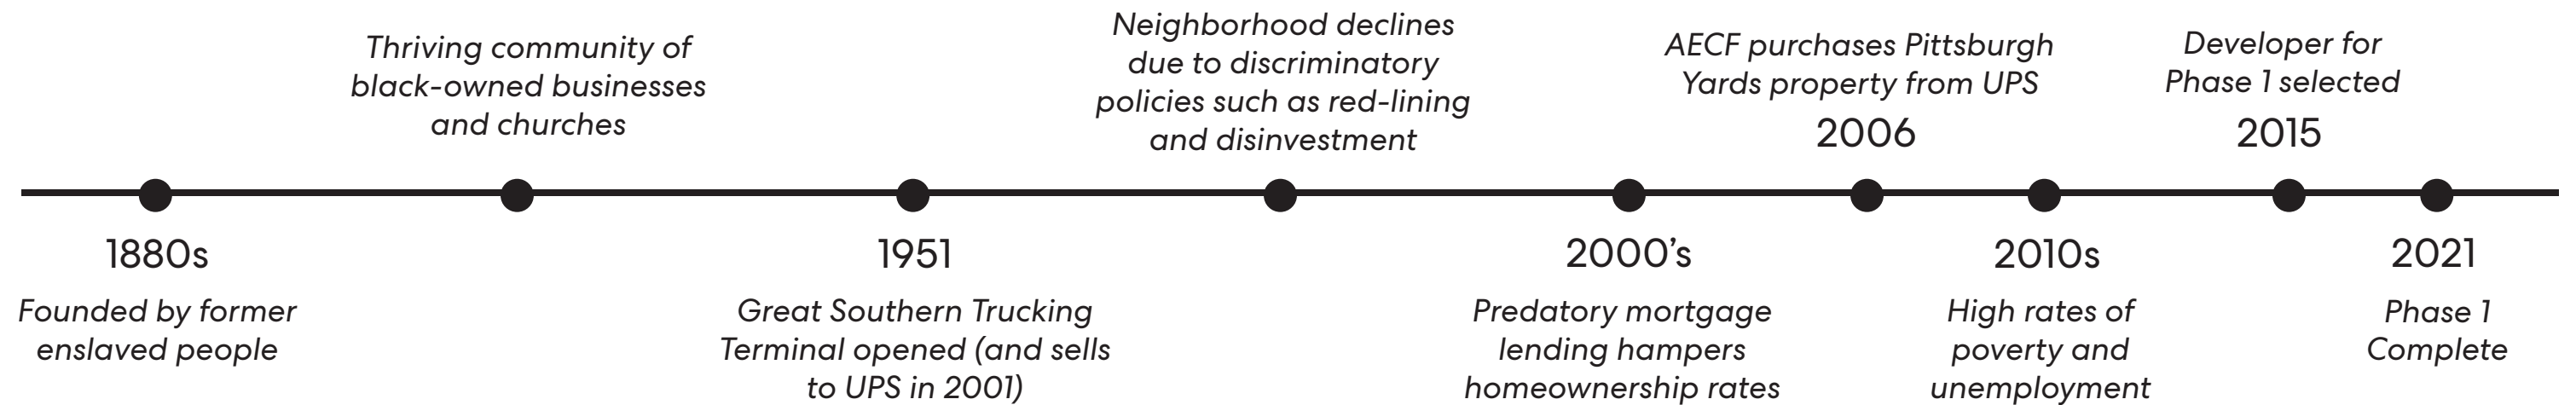 1880s
Founded by former
enslaved people
Thriving community of
black-owned businesses
and churches
1951
Great Southern Trucking
Terminal opened (and sells
to UPS in 2001)
Neighborhood declines
due to discriminatory
policies such as red-lining
and disinvestment
2000's
Predatory mortgage
lending hampers
homeownership rates
AECF purchases Pittsburgh
Yards property from UPS
2006
2010s
High rates of
poverty and
unemployment
Developer for
Phase 1 selected
2015
2021
Phase 1
Complete